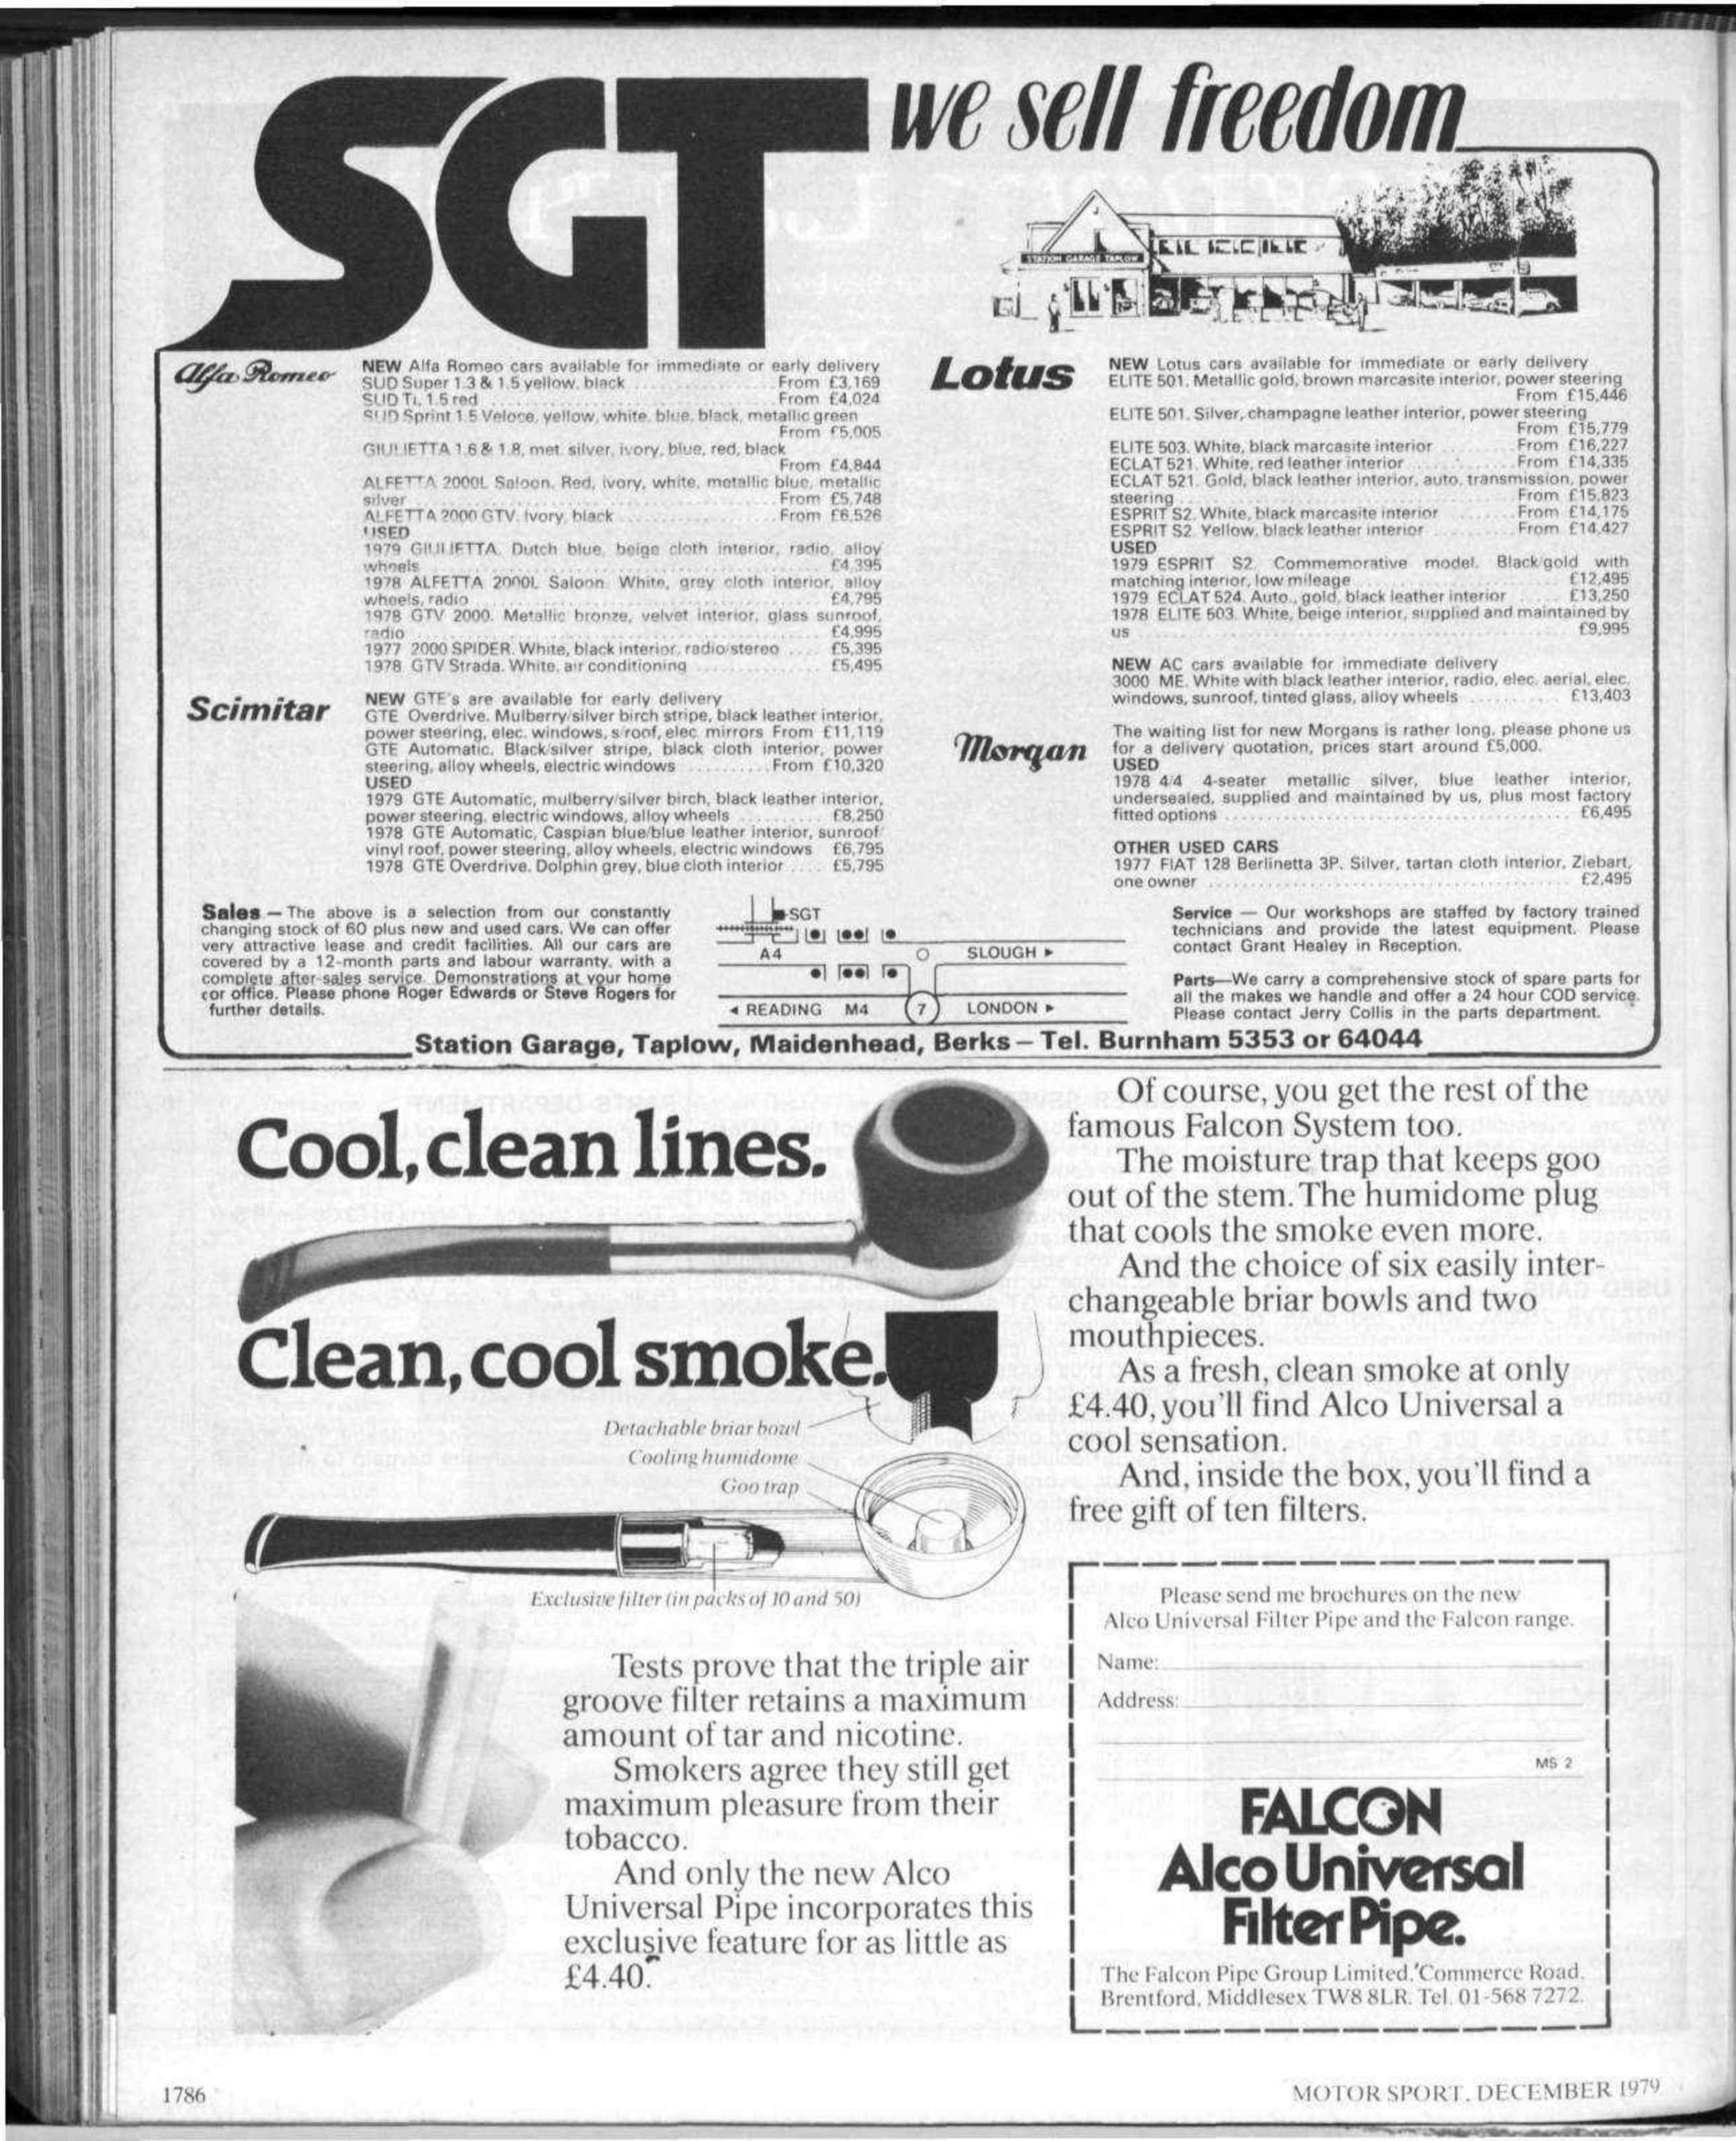 SGT we sell freedom
STATION GARAGE TAPLOW
Alfa Romeo
NEW Alfa Romeo cars available for immediate or early delivery
SUD Super 1.3 & 1.5 yellow, black From £3,169
SUD Ti, 1.5 red From £4,024
SUD Sprint 1.5 Veloce, yellow, white, blue, black, metallic green
From £5,005
GIULIETTA 1.6 & 1.8, met. silver, ivory, blue, red, black
From £4,844
ALFETTA 2000L Saloon. Red, ivory, white, metallic blue, metallic
silver From £5,748
ALFETTA 2000 GTV. Ivory, black From £6,526
USED
1979 GIULIETTA. Dutch blue, beige cloth interior, radio, alloy
wheels £4,395
1978 ALFETTA 2000L Saloon. White, grey cloth interior, alloy
wheels, radio £4,795
1978 GTV 2000. Metallic bronze, velvet interior, glass sunroof,
radio £4,995
1977 2000 SPIDER. White, black interior, radio/stereo £5,395
1978 GTV Strada. White, air conditioning £5,495
Scimitar
NEW GTE's are available for early delivery
GTE Overdrive. Mulberry/silver birch stripe, black leather interior,
power steering, elec. windows, s/roof, elec. mirrors From £11,119
GTE Automatic. Black/silver stripe, black cloth interior, power
steering, alloy wheels, electric windows From £10,320
USED
1979 GTE Automatic, mulberry/silver birch, black leather interior,
power steering, electric windows, alloy wheels £8,250
1978 GTE Automatic, Caspian blue/blue leather interior, sunroof
vinyl roof, power steering, alloy wheels, electric windows £6,795
1978 GTE Overdrive. Dolphin grey, blue cloth interior £5,795
Lotus
NEW Lotus cars available for immediate or early delivery
ELITE 501. Metallic gold, brown marcasite interior, power steering
From £15,446
ELITE 501. Silver, champagne leather interior, power steering
From £15,779
ELITE 503. White, black marcasite interior From £16,227
ECLAT 521. White, red leather interior From £14,335
ECLAT 521. Gold, black leather interior, auto. transmission, power
steering From £15,823
ESPRIT S2. White, black marcasite interior From £14,175
ESPRIT S2. Yellow, black leather interior From £14,427
USED
1979 ESPRIT S2. Commemorative model. Black/gold with
matching interior, low mileage £12,495
1979 ECLAT 524. Auto., gold, black leather interior £13,250
1978 ELITE 503. White, beige interior, supplied and maintained by
us £9,995
NEW AC cars available for immediate delivery
3000 ME. White with black leather interior, radio, elec. aerial, elec.
windows, sunroof, tinted glass, alloy wheels £13,403
Morgan
The waiting list for new Morgans is rather long, please phone us
for a delivery quotation, prices start around £5,000.
USED
1978 4/4 4-seater metallic silver, blue leather interior,
undersealed, supplied and maintained by us, plus most factory
fitted options £6,495
OTHER USED CARS
1977 FIAT 128 Berlinetta 3P. Silver, tartan cloth interior, Ziebart,
one owner £2,495
Sales — The above is a selection from our constantly
changing stock of 60 plus new and used cars. We can offer
very attractive lease and credit facilities. All our cars are
covered by a 12-month parts and labour warranty, with a
complete after-sales service. Demonstrations at your home
or office. Please phone Roger Edwards or Steve Rogers for
further details.
SGT
A4 SLOUGH
READING M4 7 LONDON
Service — Our workshops are staffed by factory trained
technicians and provide the latest equipment. Please
contact Grant Healey in Reception.
Parts—We carry a comprehensive stock of spare parts for
all the makes we handle and offer a 24 hour COD service.
Please contact Jerry Collis in the parts department.
Station Garage, Taplow, Maidenhead, Berks – Tel. Burnham 5353 or 64044
Cool, clean lines.
Clean, cool smoke.
Detachable briar bowl
Cooling humidome
Goo trap
Exclusive filter (in packs of 10 and 50)
Tests prove that the triple air
groove filter retains a maximum
amount of tar and nicotine.
Smokers agree they still get
maximum pleasure from their
tobacco.
And only the new Alco
Universal Pipe incorporates this
exclusive feature for as little as
£4.40.
Of course, you get the rest of the
famous Falcon System too.
The moisture trap that keeps goo
out of the stem. The humidome plug
that cools the smoke even more.
And the choice of six easily inter-
changeable briar bowls and two
mouthpieces.
As a fresh, clean smoke at only
£4.40, you'll find Alco Universal a
cool sensation.
And, inside the box, you'll find a
free gift of ten filters.
Please send me brochures on the new
Alco Universal Filter Pipe and the Falcon range.
Name:
Address:
MS 2
FALCON
Alco Universal
Filter Pipe.
The Falcon Pipe Group Limited, Commerce Road,
Brentford, Middlesex TW8 8LR. Tel. 01-568 7272.
1786
MOTOR SPORT, DECEMBER 1979